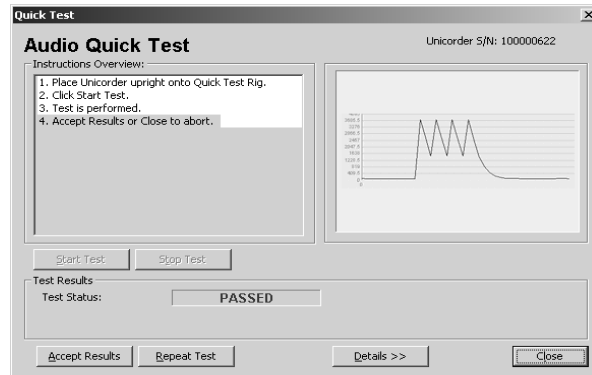 Quick Test
Audio Quick Test
Unicorder S/N: 100000622
Instructions Overview:
1. Place Unicorder upright onto Quick Test Rig.
2. Click Start Test.
3. Test is performed.
4. Accept Results or Close to abort.
Start Test
Stop Test
Test Results
Test Status:
PASSED
Accept Results
Repeat Test
Details >>
Close